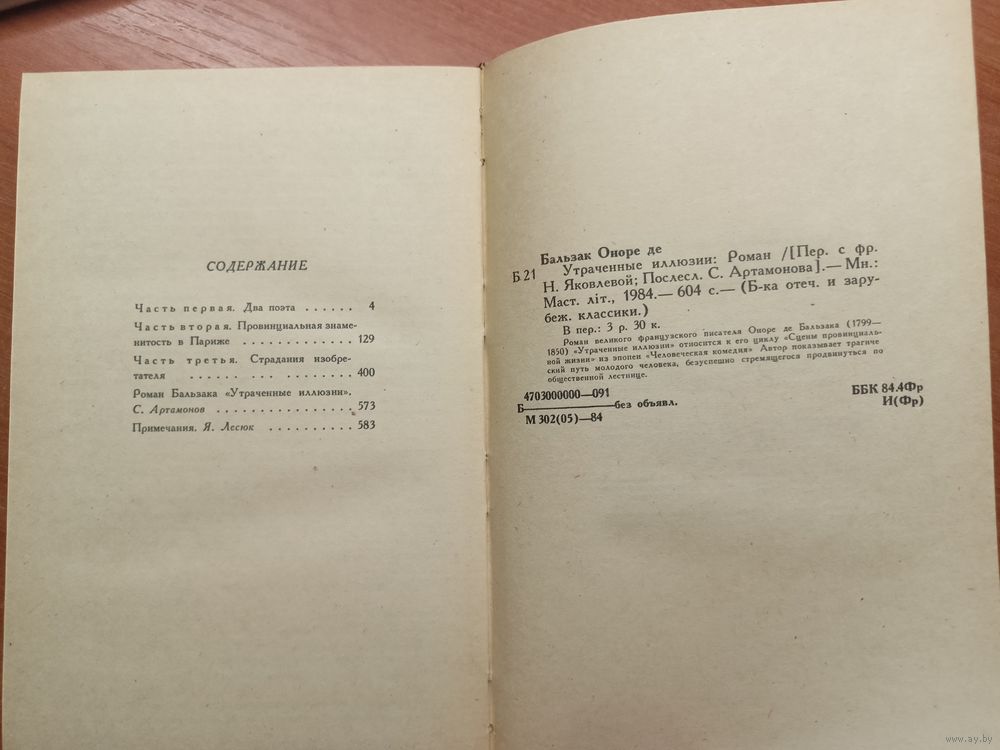 СОДЕРЖАНИЕ
Часть первая. Два поэта ...... 4
Часть вторая. Провинциальная знаме-
нитость в Париже ............ 129
Часть третья. Страдания изобре-
тателя ..... ... ....... 400
Роман Бальзака «Утраченные иллюзии».
С. Артамонов .............. 573
Примечания. Я. Лесюк .......... 583
Бальзак Оноре де
Б 21 Утраченные иллюзии: Роман /[Пер. с фр.
Н. Яковлевой; Послесл. С. Артамонова].— Мн.:
Маст. літ., 1984.— 604 с.— (Б-ка отеч. и зару-
беж. классики.)
В пер.: 3 р. 30 к.
Роман великого французского писателя Оноре де Бальзака (1799—
1850) «Утраченные иллюзии» относится к его циклу «Сцены провинциаль-
ной жизни» из эпопеи «Человеческая комедия» Автор показывает трагиче
ский путь молодого человека, безуспешно стремящегося продвинуться по
общественной лестнице.
4703000000—091
Б————————без объявл.
М 302(05)—84
ББК 84.4Фр
И(Фр)
www.ay.by